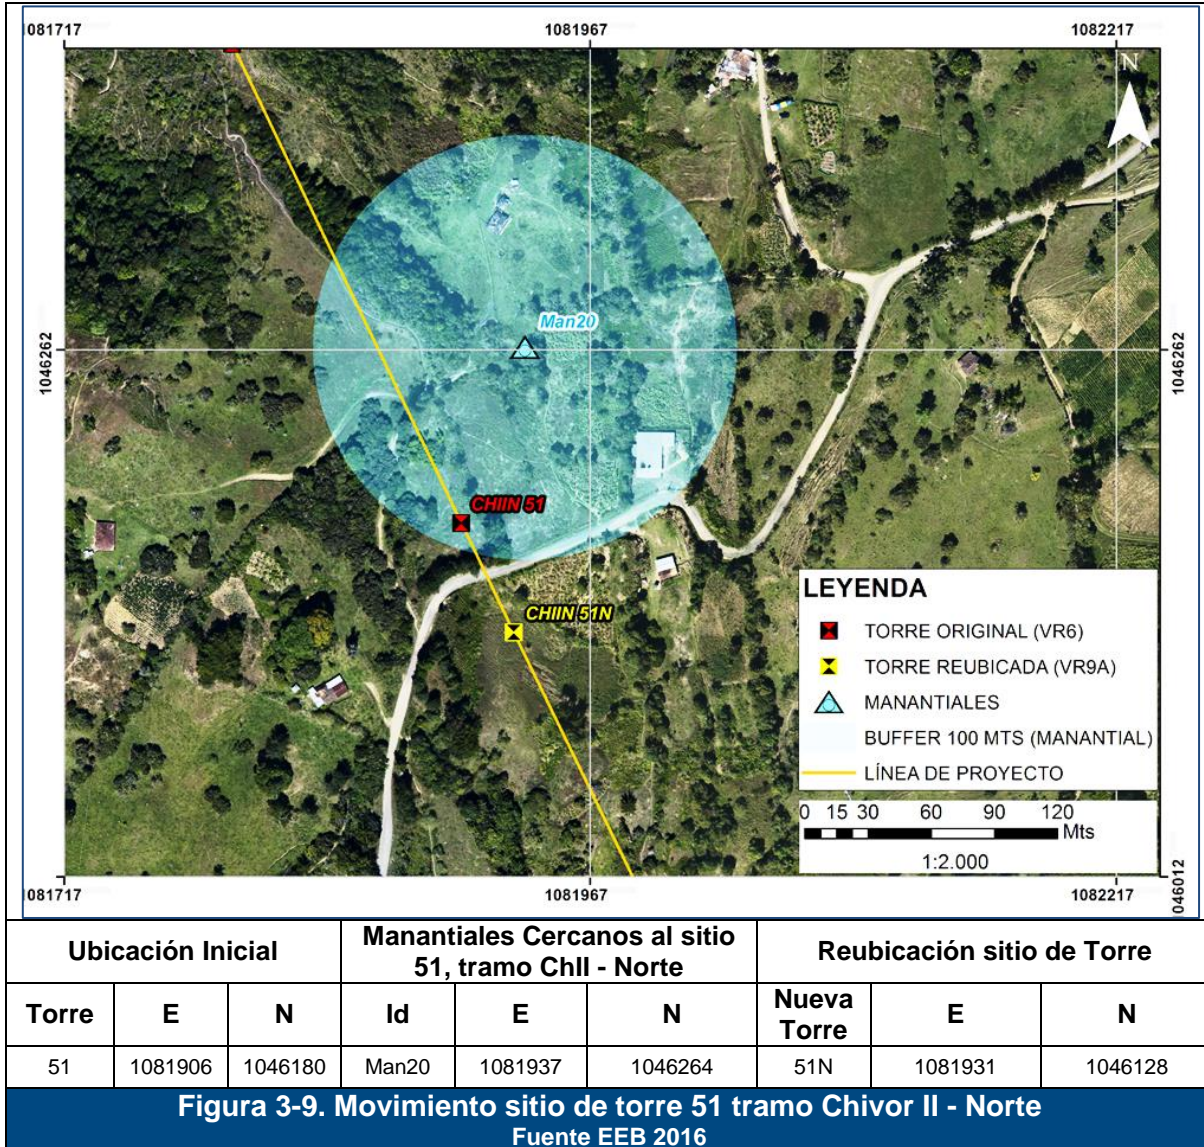 1081717 1081967 1082217
N
Man20
1046262 1046262
CHIIN 51
CHIIN 51N
LEYENDA
TORRE ORIGINAL (VR6)
TORRE REUBICADA (VR9A)
MANANTIALES
BUFFER 100 MTS (MANANTIAL)
LÍNEA DE PROYECTO
0 15 30 60 90 120
Mts
1:2.000
1046012
1081717 1081967 1082217
Ubicación Inicial
Manantiales Cercanos al sitio
51, tramo ChII - Norte
Reubicación sitio de Torre
Torre E N Id E N Nueva
Torre E N
51 1081906 1046180 Man20 1081937 1046264 51N 1081931 1046128
Figura 3-9. Movimiento sitio de torre 51 tramo Chivor II - Norte
Fuente EEB 2016